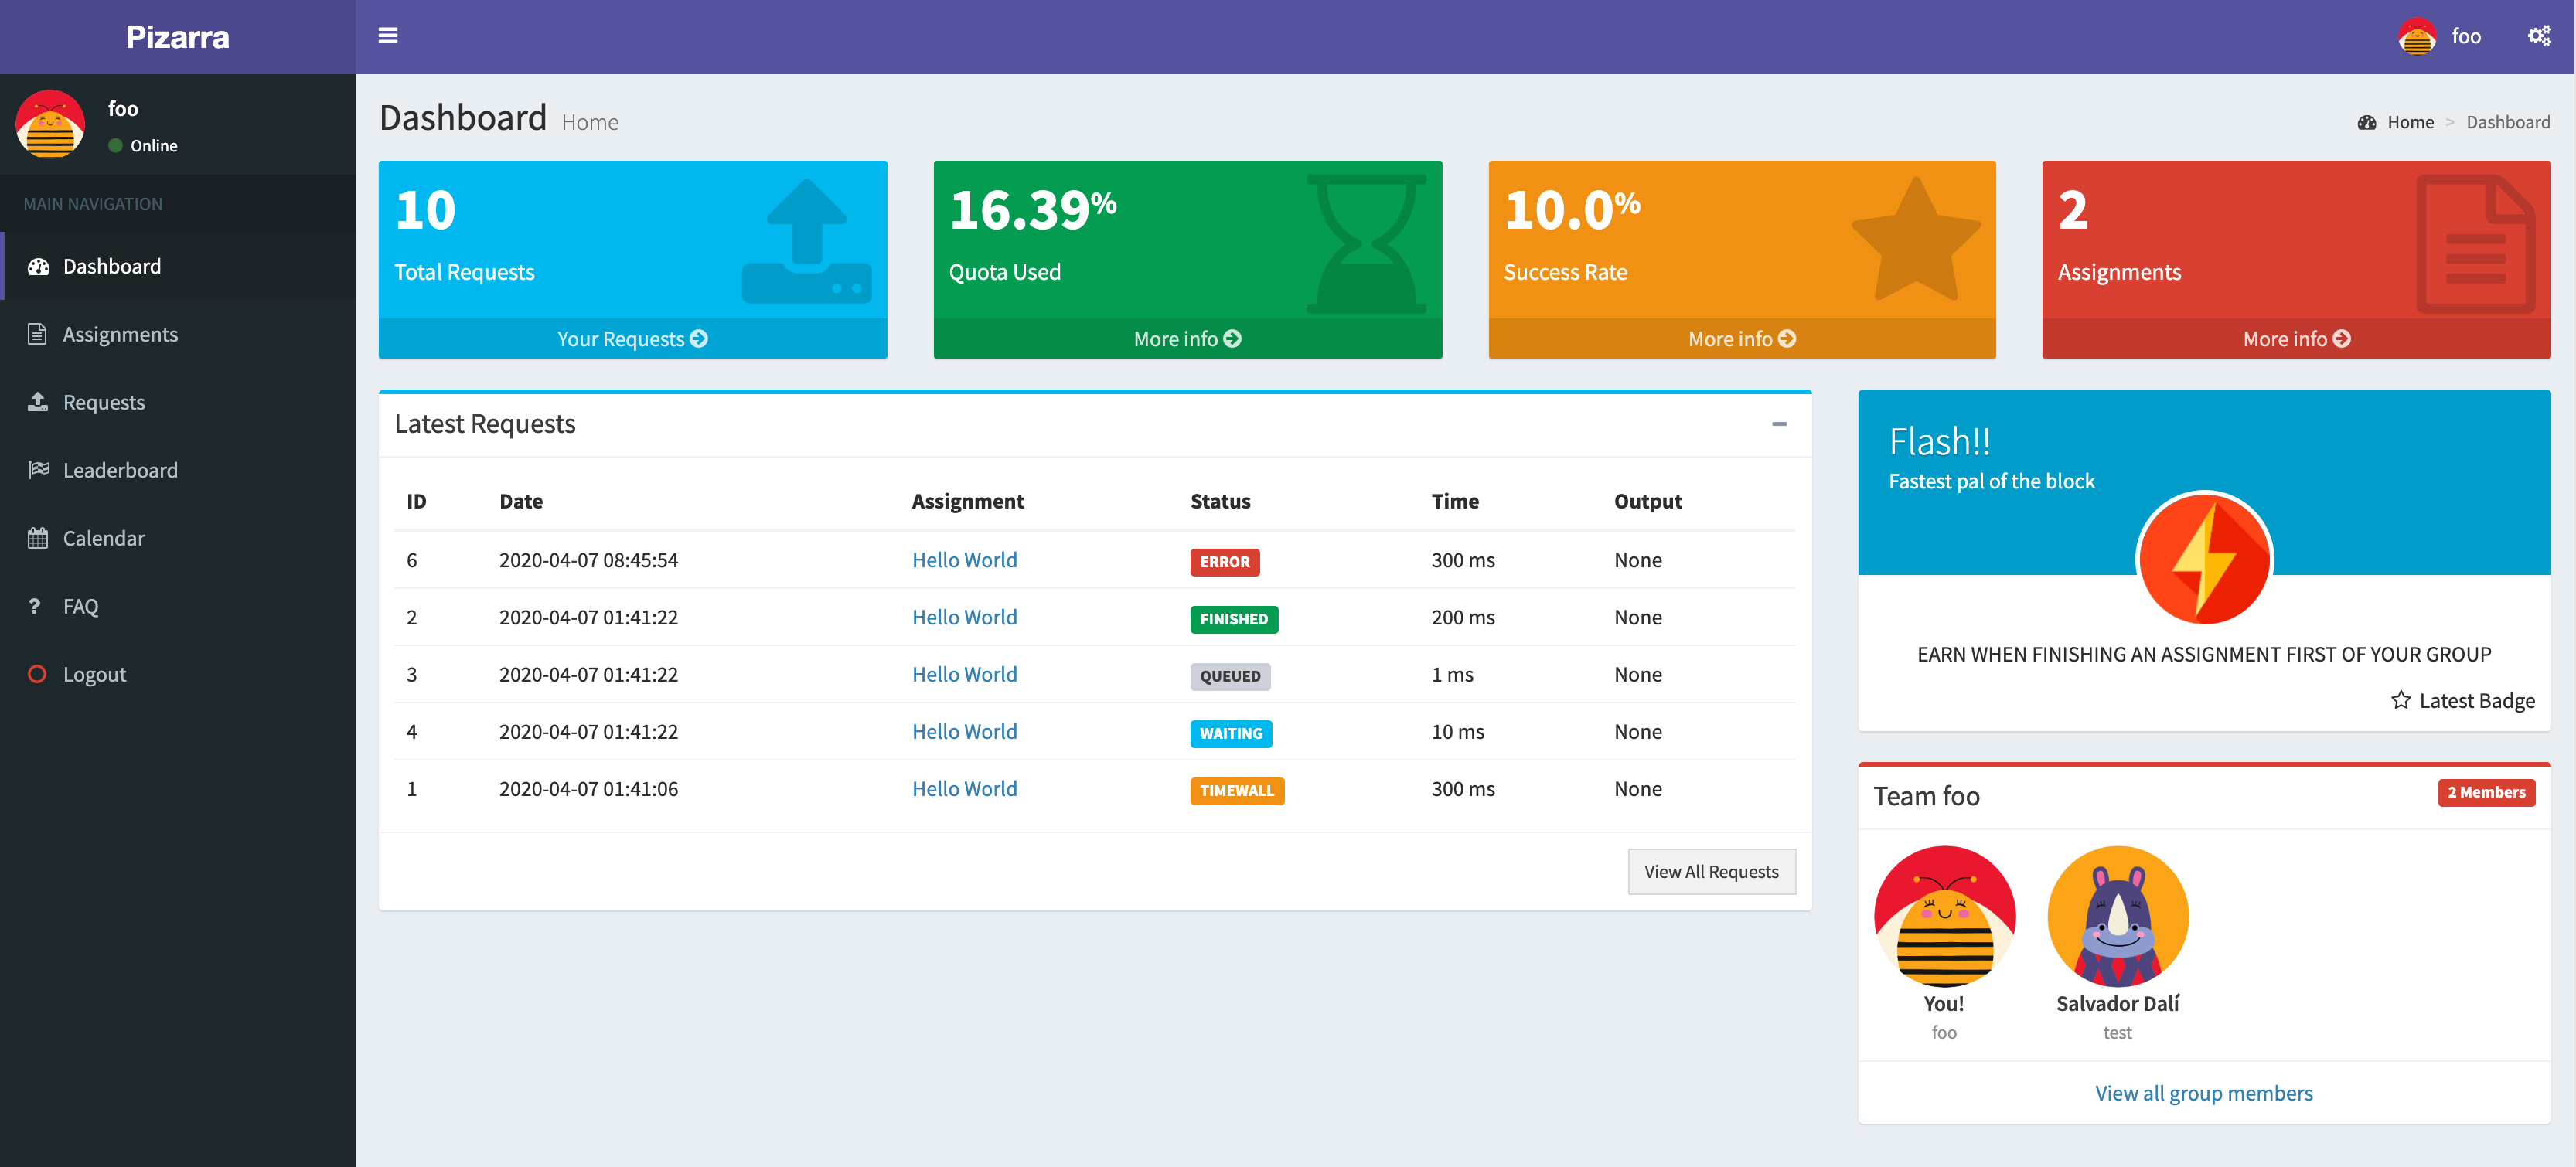 Pizarra
foo
foo
Online
MAIN NAVIGATION
Dashboard
Assignments
Requests
Leaderboard
Calendar
? FAQ
Logout
Dashboard Home
Home > Dashboard
10
Total Requests
Your Requests
16.39%
Quota Used
More info
10.0%
Success Rate
More info
2
Assignments
More info
Latest Requests
ID Date Assignment Status Time Output
6 2020-04-07 08:45:54 Hello World ERROR 300 ms None
2 2020-04-07 01:41:22 Hello World FINISHED 200 ms None
3 2020-04-07 01:41:22 Hello World QUEUED 1 ms None
4 2020-04-07 01:41:22 Hello World WAITING 10 ms None
1 2020-04-07 01:41:06 Hello World TIMEWALL 300 ms None
View All Requests
Flash!!
Fastest pal of the block
EARN WHEN FINISHING AN ASSIGNMENT FIRST OF YOUR GROUP
Latest Badge
Team foo
2 Members
You!
foo
Salvador Dalí
test
View all group members